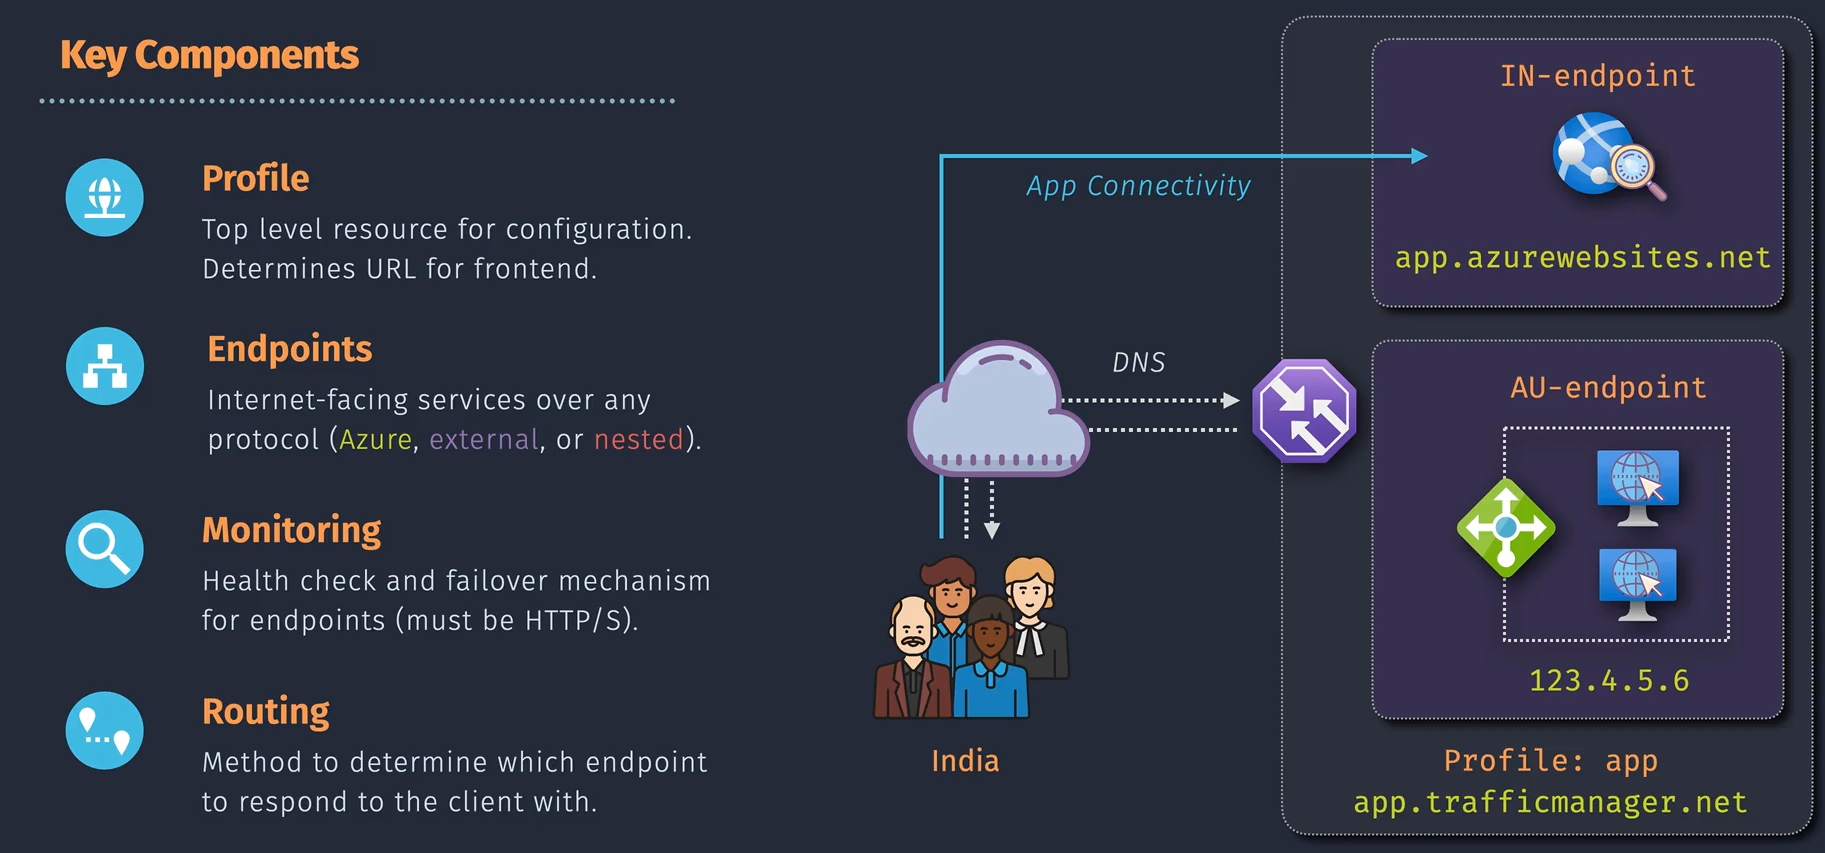 Key Components
Profile
Top level resource for configuration.
Determines URL for frontend.
Endpoints
Internet-facing services over any
protocol (Azure, external, or nested).
Monitoring
Health check and failover mechanism
for endpoints (must be HTTP/S).
Routing
Method to determine which endpoint
to respond to the client with.
App Connectivity
DNS
India
IN-endpoint
app.azurewebsites.net
AU-endpoint
123.4.5.6
Profile: app
app.trafficmanager.net